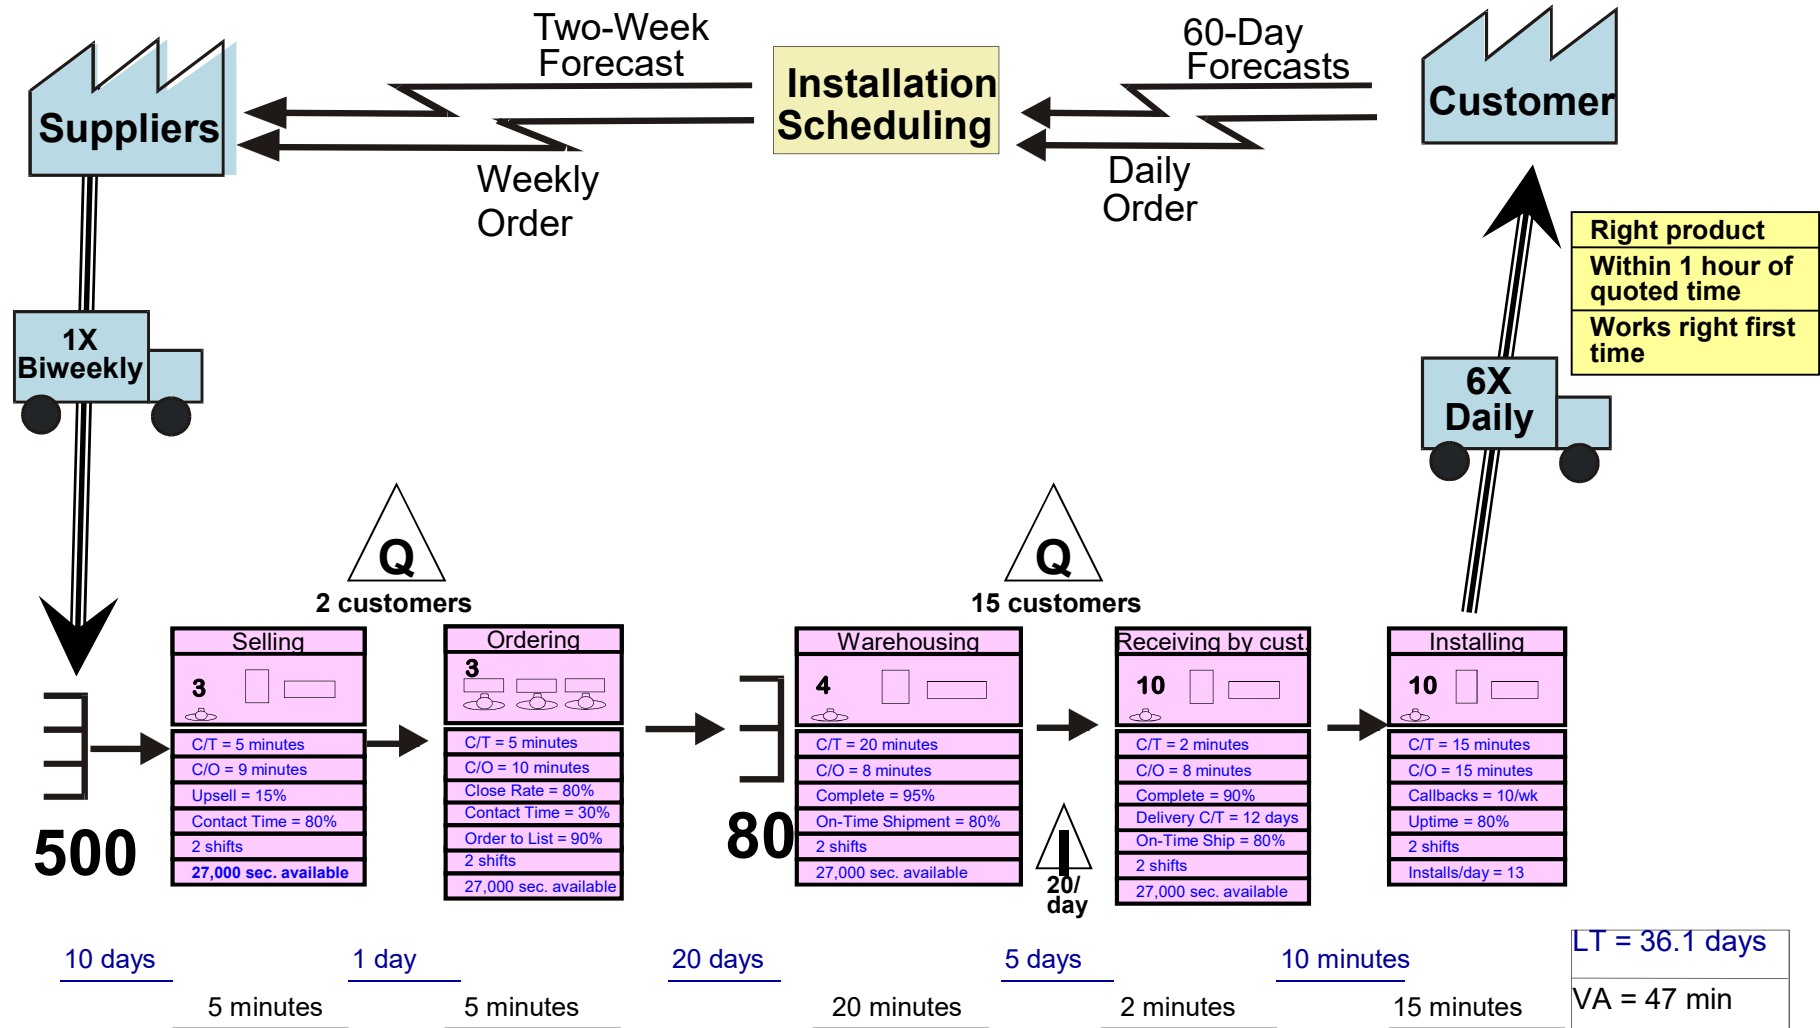 Two-Week
Forecast
60-Day
Forecasts
Suppliers
Installation
Scheduling
Customer
Weekly
Order
Daily
Order
Right product
Within 1 hour of
quoted time
Works right first
time
1X
Biweekly
6X
Daily
Q
2 customers
Q
15 customers
500
Selling
3
C/T = 5 minutes
C/O = 9 minutes
Upsell = 15%
Contact Time = 80%
2 shifts
27,000 sec. available
Ordering
3
C/T = 5 minutes
C/O = 10 minutes
Close Rate = 80%
Contact Time = 30%
Order to List = 90%
2 shifts
27,000 sec. available
80
Warehousing
4
C/T = 20 minutes
C/O = 8 minutes
Complete = 95%
On-Time Shipment = 80%
2 shifts
27,000 sec. available
I
20/
day
Receiving by cust.
10
C/T = 2 minutes
C/O = 8 minutes
Complete = 90%
Delivery C/T = 12 days
On-Time Ship = 80%
2 shifts
27,000 sec. available
Installing
10
C/T = 15 minutes
C/O = 15 minutes
Callbacks = 10/wk
Uptime = 80%
2 shifts
Installs/day = 13
10 days
1 day
20 days
5 days
10 minutes
LT = 36.1 days
5 minutes
5 minutes
20 minutes
2 minutes
15 minutes
VA = 47 min